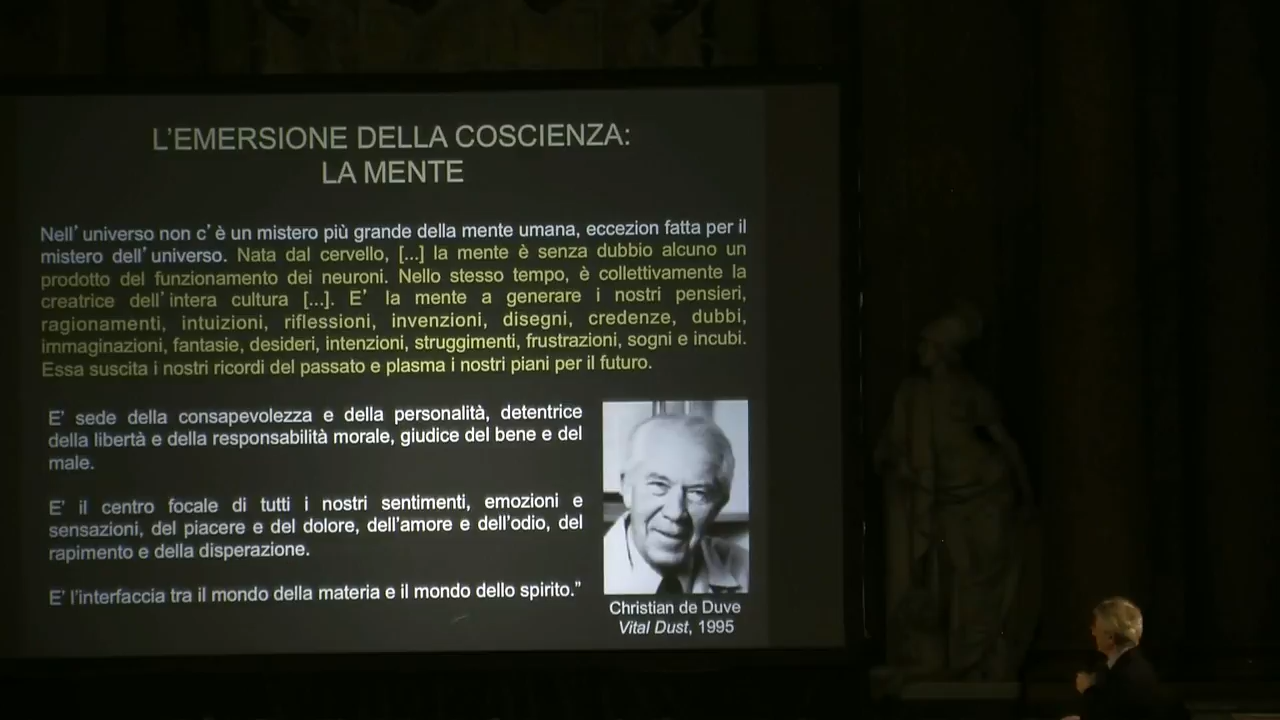 L'EMERSIONE DELLA COSCIENZA:
LA MENTE
Nell' universo non c' è un mistero più grande della mente umana, eccezion fatta per il
mistero dell' universo. Nata dal cervello, [...] la mente è senza dubbio alcuno un
prodotto del funzionamento dei neuroni. Nello stesso tempo, è collettivamente la
creatrice dell' intera cultura [...]. E' la mente a generare i nostri pensieri,
ragionamenti, intuizioni, riflessioni, invenzioni, disegni, credenze, dubbi,
immaginazioni, fantasie, desideri, intenzioni, struggimenti, frustrazioni, sogni e incubi.
Essa suscita i nostri ricordi del passato e plasma i nostri piani per il futuro.
E' sede della consapevolezza e della personalità, detentrice
della libertà e della responsabilità morale, giudice del bene e del
male.
E' il centro focale di tutti i nostri sentimenti, emozioni e
sensazioni, del piacere e del dolore, dell'amore e dell'odio, del
rapimento e della disperazione.
E' l'interfaccia tra il mondo della materia e il mondo dello spirito."
Christian de Duve
Vital Dust, 1995